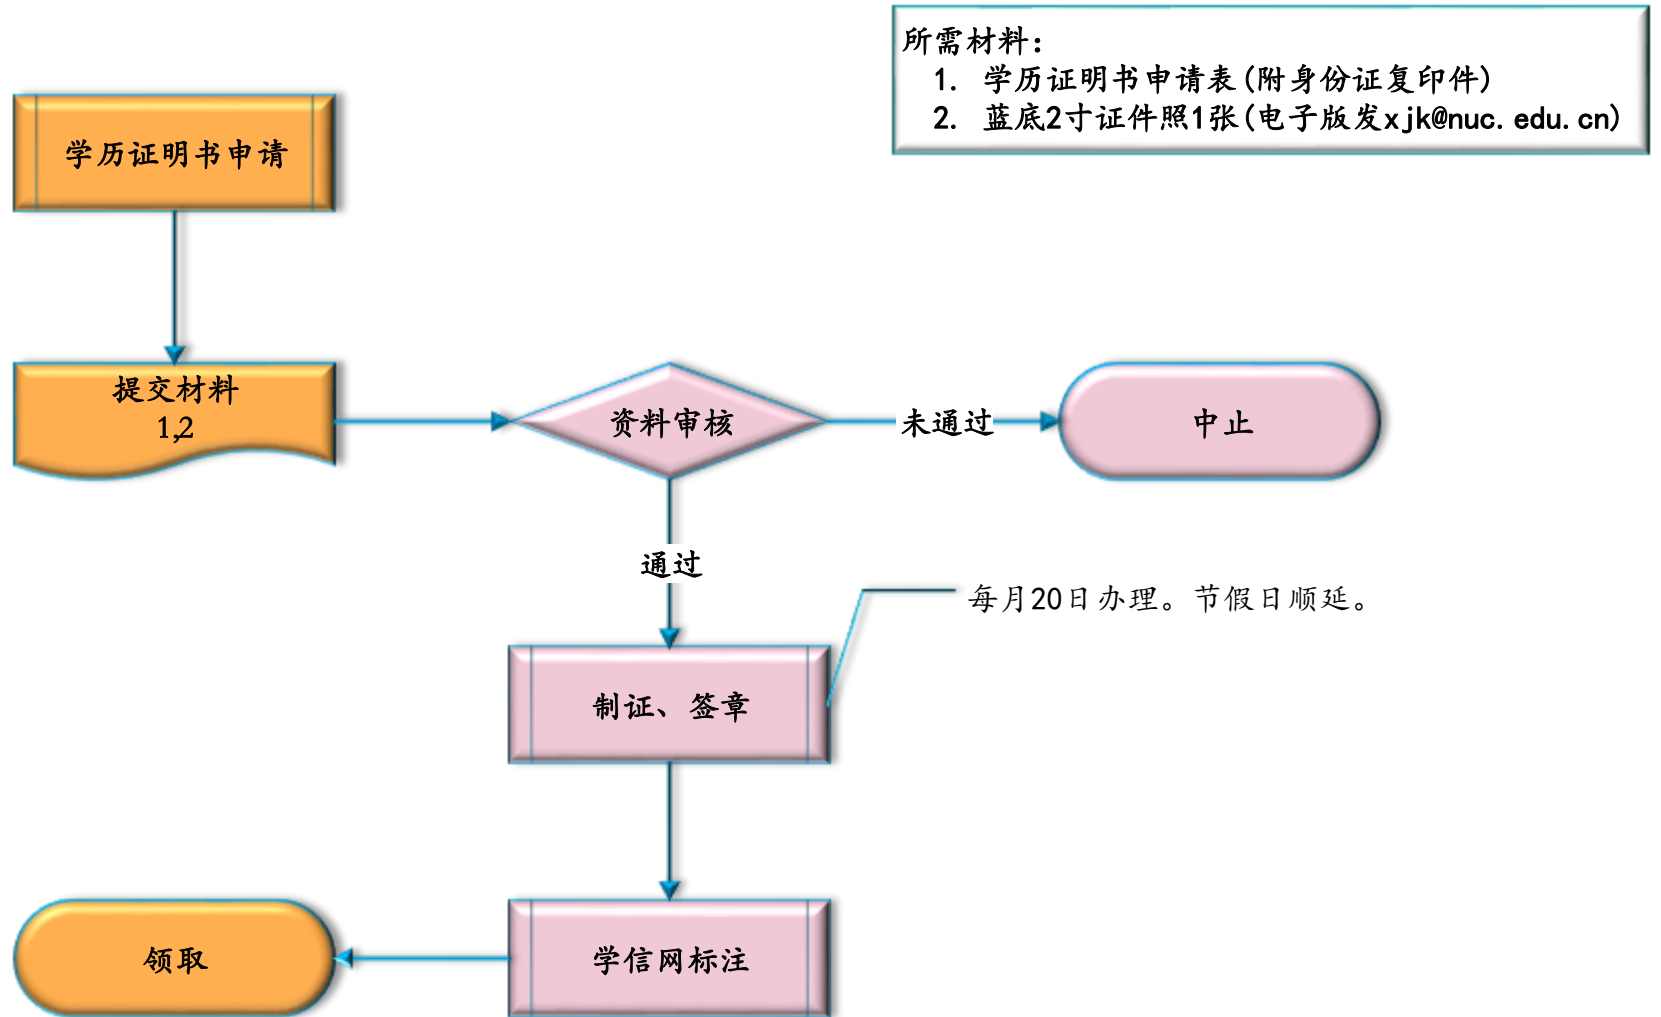 所需材料：
1. 学历证明书申请表(附身份证复印件)
2. 蓝底2寸证件照1张(电子版发xjk@nuc.edu.cn)
学历证明书申请
提交材料
1,2
资料审核
未通过
中止
通过
每月20日办理。节假日顺延。
制证、签章
学信网标注
领取